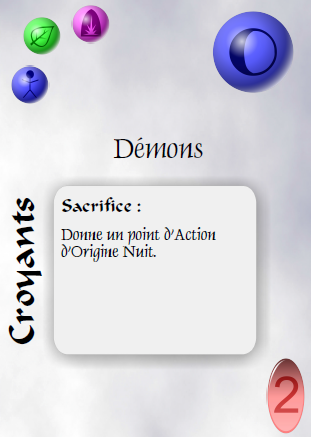 Démons
Croyants
Sacrifice :
Donne un point d'Action
d'Origine Nuit.
2